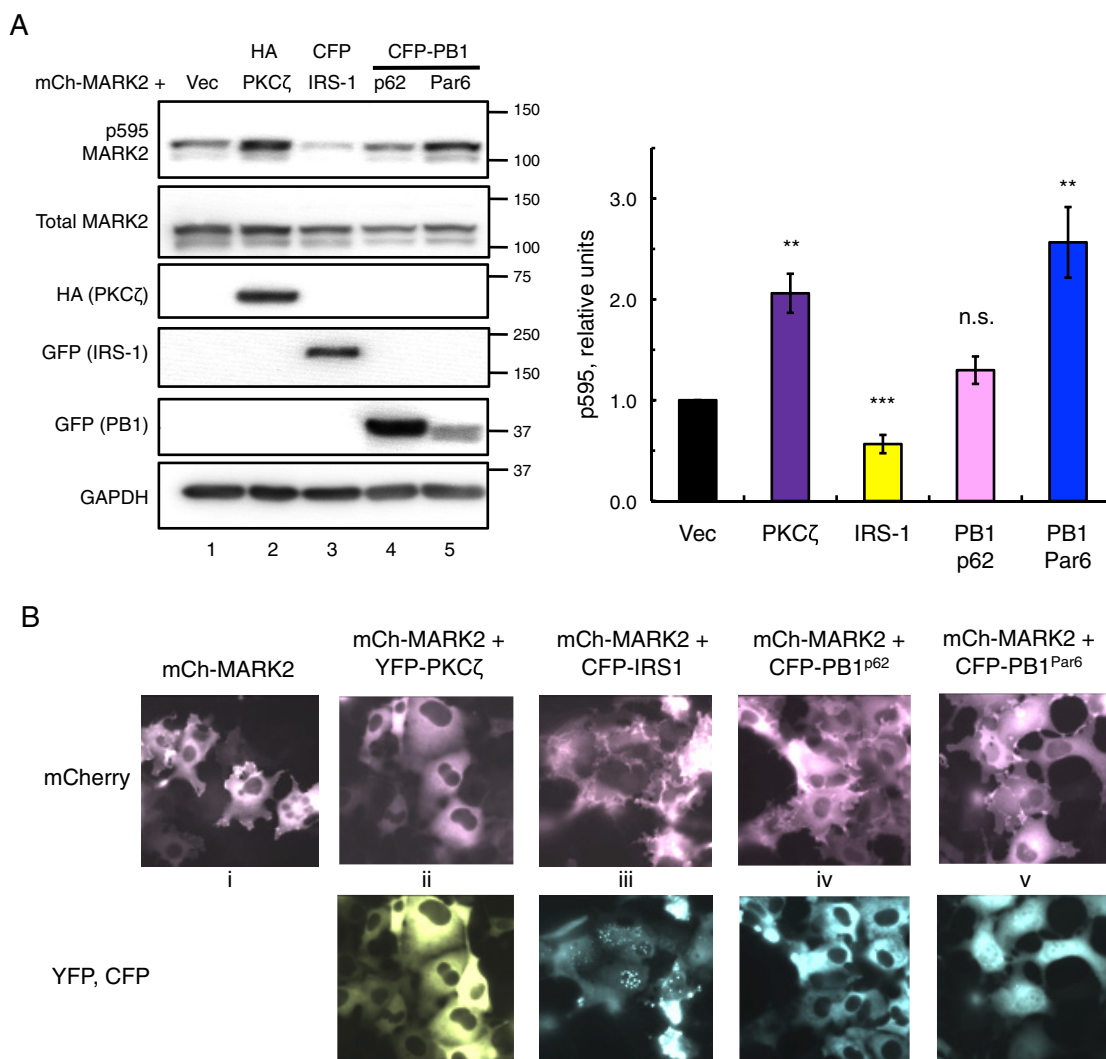 A
HA CFP CFP-PB1
mCh-MARK2 + Vec PKCζ IRS-1 p62 Par6
p595
MARK2
150
100
Total MARK2
150
100
HA (PKCζ)
75
GFP (IRS-1)
250
150
GFP (PB1)
37
GAPDH
37
1 2 3 4 5
p595, relative units
3.0
2.0
1.0
0.0
**
***
n.s.
**
Vec PKCζ IRS-1 PB1 PB1
p62 Par6
B
mCh-MARK2
mCh-MARK2 +
YFP-PKCζ
mCh-MARK2 +
CFP-IRS1
mCh-MARK2 +
CFP-PB1p62
mCh-MARK2 +
CFP-PB1Par6
mCherry
i ii iii iv v
YFP, CFP